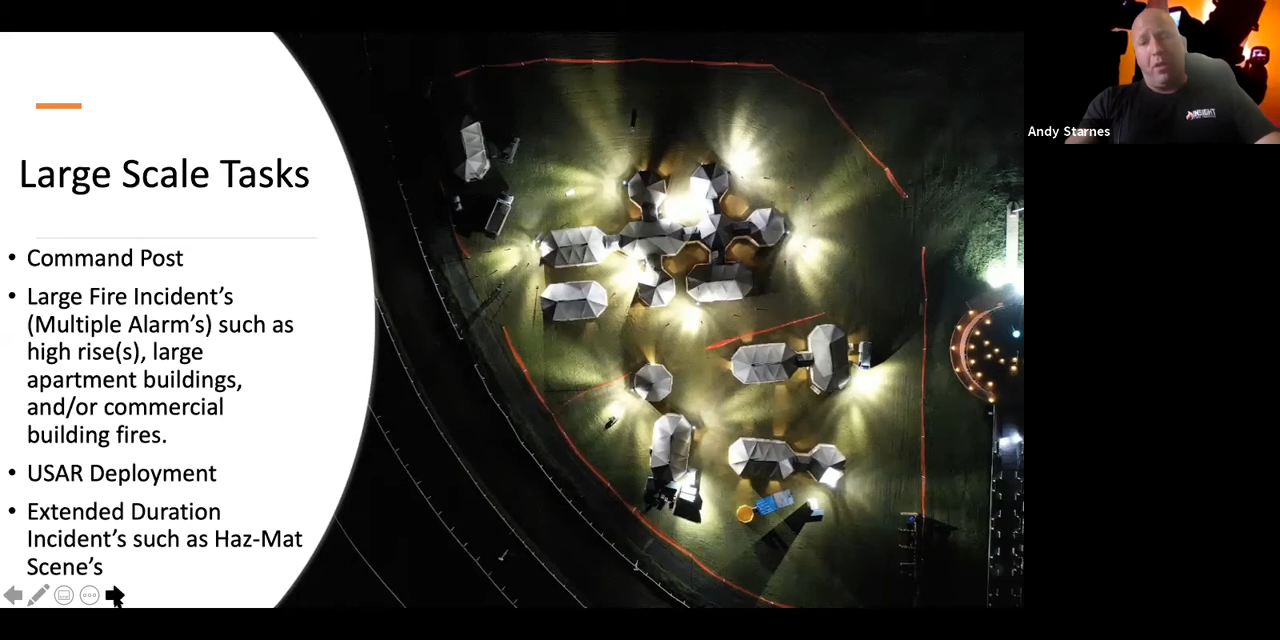 Large Scale Tasks
• Command Post
• Large Fire Incident’s
(Multiple Alarm’s) such as
high rise(s), large
apartment buildings,
and/or commercial
building fires.
• USAR Deployment
• Extended Duration
Incident’s such as Haz-Mat
Scene’s
INSIGHT
Andy Starnes